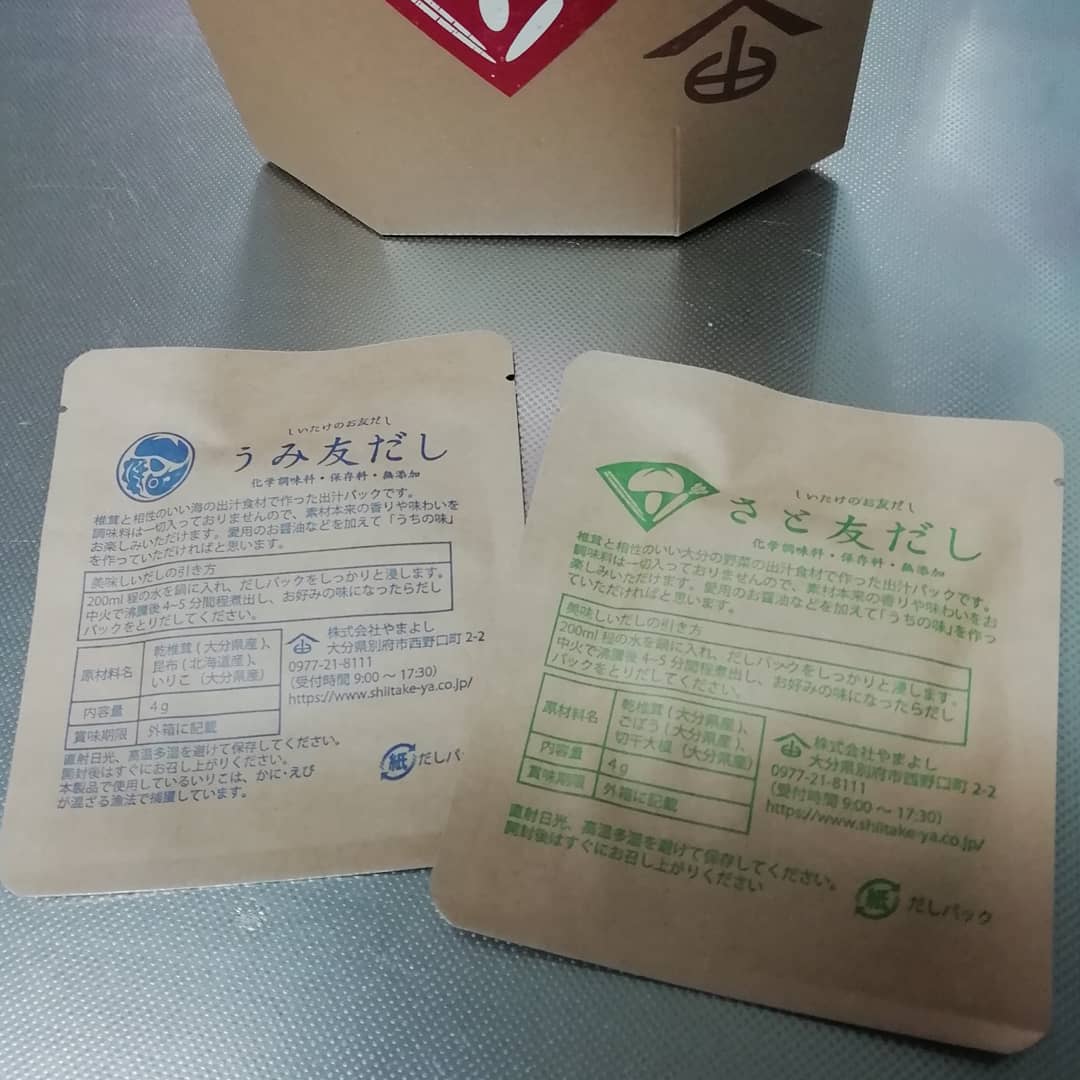 しいたけのお友だし
うみ友だし
化学調味料・保存料・無添加
椎茸と相性のいい海の出汁食材で作った出汁パックです。
調味料は一切入っておりませんので、素材本来の香りや味わいを
お楽しみいただけます。愛用のお醤油などを加えて「うちの味」
を作っていただければと思います。
美味しいだしの引き方
200ml 程の水を鍋に入れ、だしパックをしっかりと浸します。
中火で沸騰後 4~5 分間程煮出し、お好みの味になったらだし
パックをとりだしてください。
原材料名
乾椎茸 ( 大分県産 )、
昆布 ( 北海道産 )、
いりこ（大分県産）
内容量
4 g
賞味期限
外箱に記載
株式会社やまよし
大分県別府市西野口町 2-2
0977-21-8111
（受付時間 9:00 ～ 17:30）
https://www.shiitake-ya.co.jp/
直射日光、高温多湿を避けて保存してください。
開封後はすぐにお召し上がりください。
本製品で使用しているいりこは、かに・えび
が混ざる漁法で捕獲しています。
紙 だしパ
しいたけのお友だし
さと友だし
化学調味料・保存料・無添加
椎茸と相性のいい大分の野菜の出汁食材で作った出汁パックです。
調味料は一切入っておりませんので、素材本来の香りや味わいをお
楽しみいただけます。愛用のお醤油などを加えて「うちの味」を作っ
ていただければと思います。
美味しいだしの引き方
200ml 程の水を鍋に入れ、だしパックをしっかりと浸します。
中火で沸騰後 4~5 分間程煮出し、お好みの味になったらだし
パックをとりだしてください。
原材料名
乾椎茸 ( 大分県産 )、
ごぼう ( 大分県産 )、
切干大根（大分県産）
内容量
4 g
賞味期限
外箱に記載
株式会社やまよし
大分県別府市西野口町 2-2
0977-21-8111
（受付時間 9:00 ～ 17:30）
https://www.shiitake-ya.co.jp/
直射日光、高温多湿を避けて保存してください。
開封後はすぐにお召し上がりください
紙 だしパック